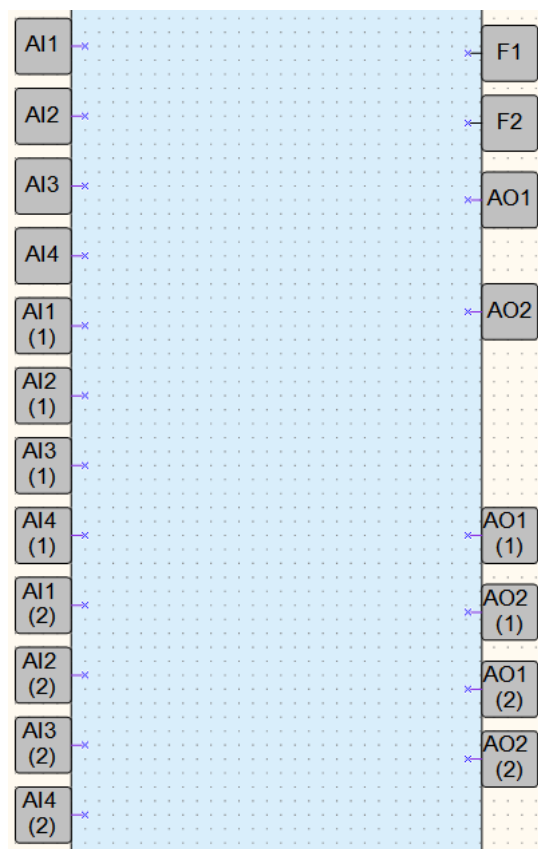 AI1
AI2
AI3
AI4
AI1
(1)
AI2
(1)
AI3
(1)
AI4
(1)
AI1
(2)
AI2
(2)
AI3
(2)
AI4
(2)
F1
F2
AO1
AO2
AO1
(1)
AO2
(1)
AO1
(2)
AO2
(2)